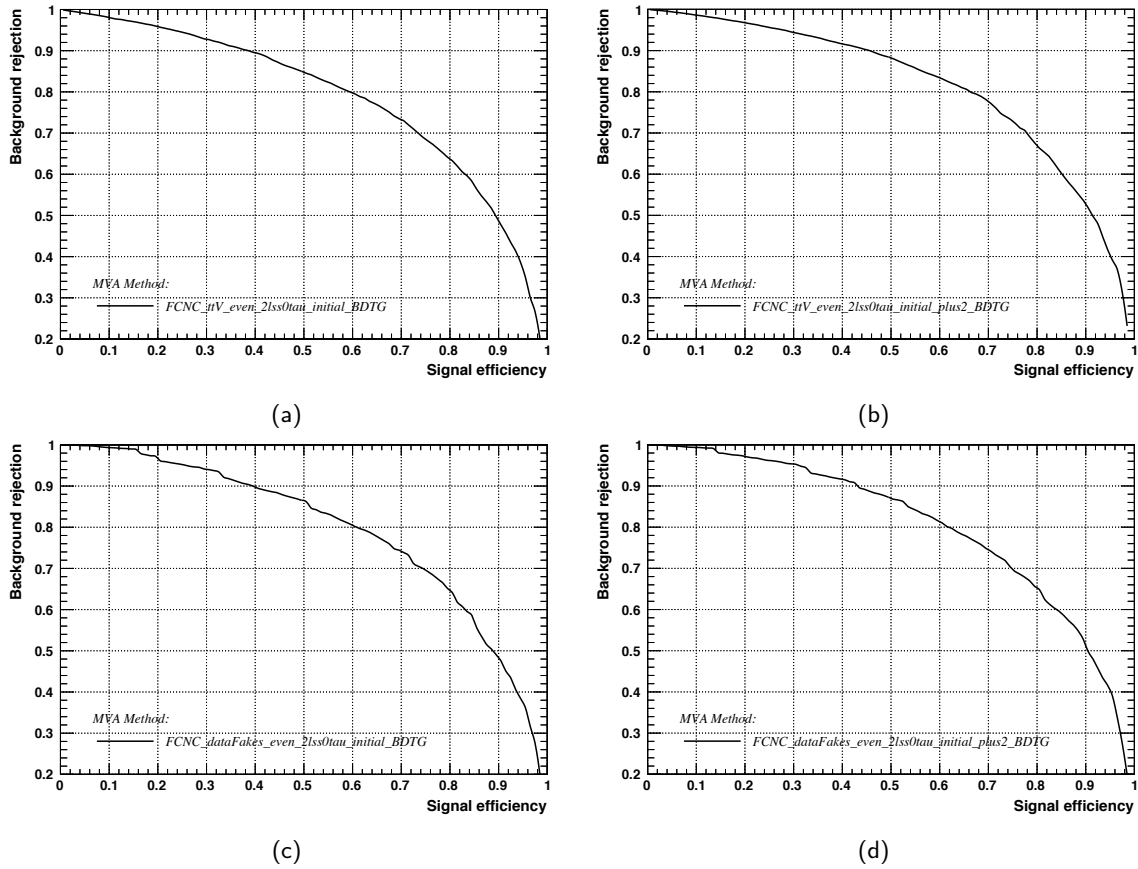 Background rejection
1
0.9
0.8
0.7
0.6
0.5
0.4
0.3
0.2
MVA Method:
FCNC_ttV_even_2lss0tau_initial_BDTG
0 0.1 0.2 0.3 0.4 0.5 0.6 0.7 0.8 0.9 1
Signal efficiency
(a)
Background rejection
1
0.9
0.8
0.7
0.6
0.5
0.4
0.3
0.2
MVA Method:
FCNC_ttV_even_2lss0tau_initial_plus2_BDTG
0 0.1 0.2 0.3 0.4 0.5 0.6 0.7 0.8 0.9 1
Signal efficiency
(b)
Background rejection
1
0.9
0.8
0.7
0.6
0.5
0.4
0.3
0.2
MVA Method:
FCNC_dataFakes_even_2lss0tau_initial_BDTG
0 0.1 0.2 0.3 0.4 0.5 0.6 0.7 0.8 0.9 1
Signal efficiency
(c)
Background rejection
1
0.9
0.8
0.7
0.6
0.5
0.4
0.3
0.2
MVA Method:
FCNC_dataFakes_even_2lss0tau_initial_plus2_BDTG
0 0.1 0.2 0.3 0.4 0.5 0.6 0.7 0.8 0.9 1
Signal efficiency
(d)